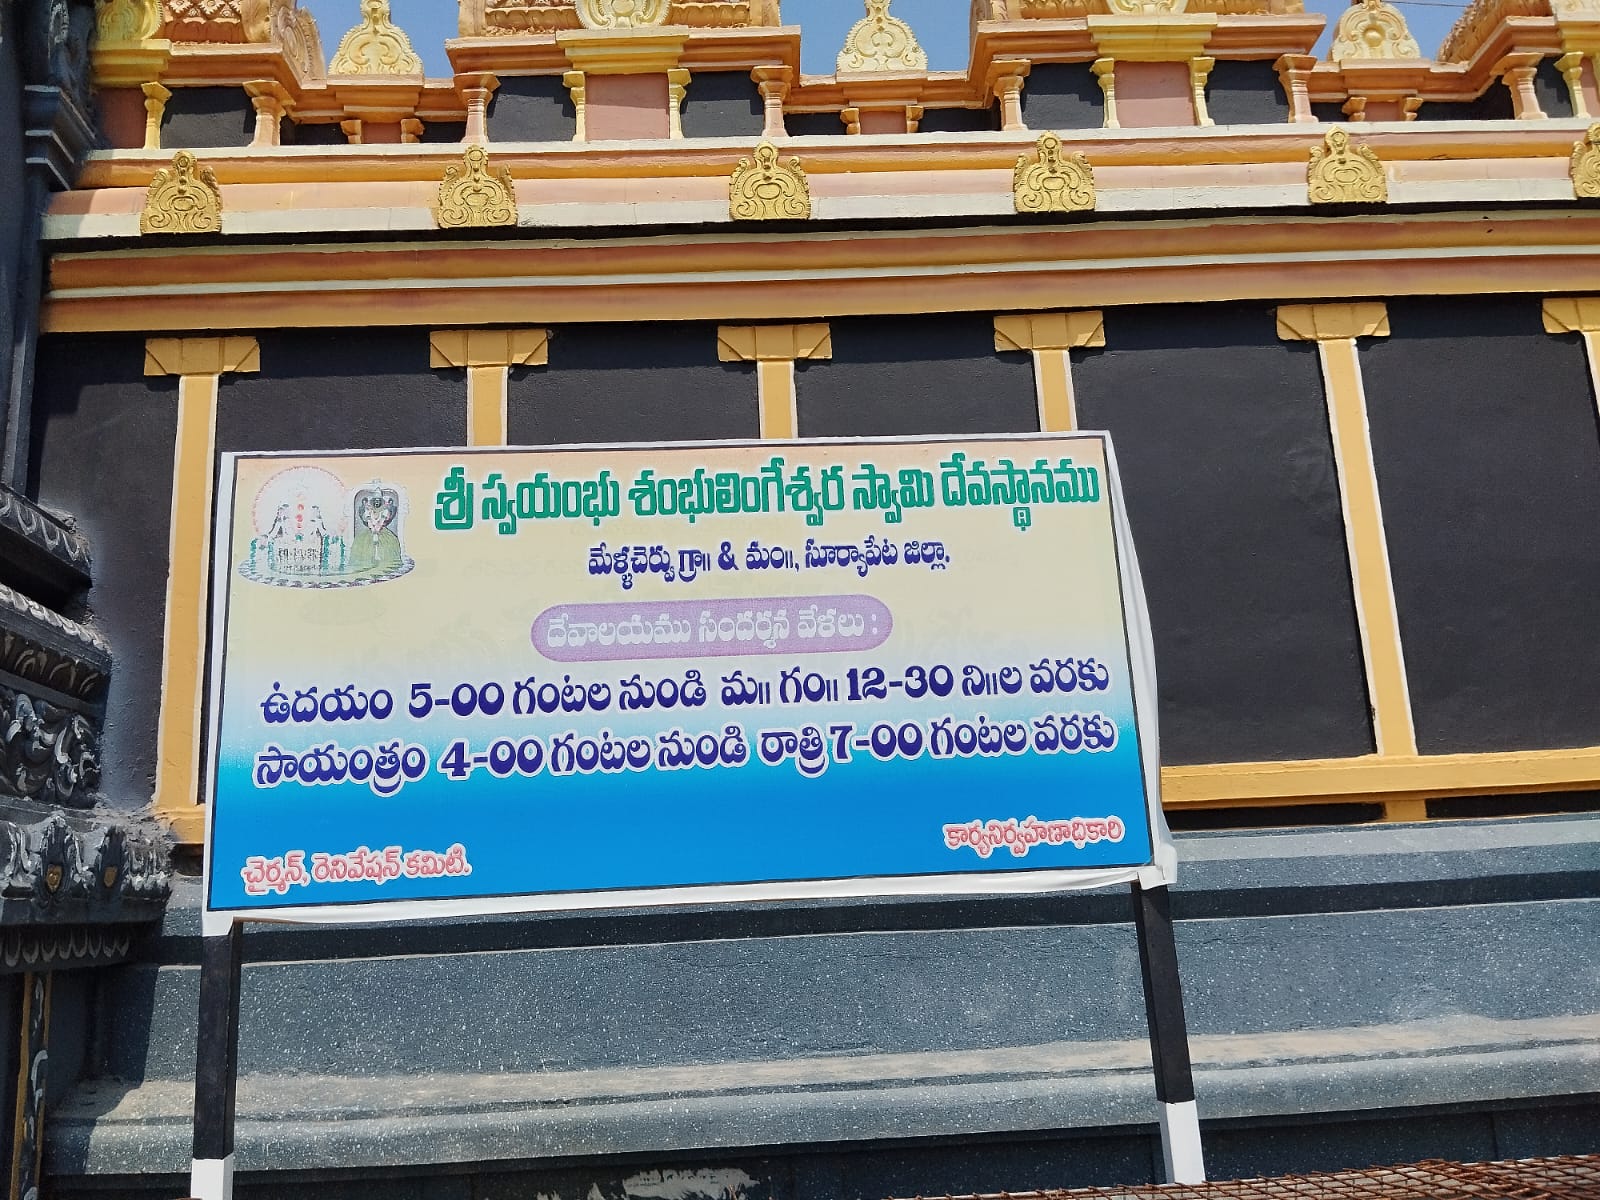 శ్రీ స్వయంభు శంభులింగేశ్వర స్వామి దేవస్థానము
మేళ్ళచెర్వు గ్రా॥ & మం॥, సూర్యాపేట జిల్లా.
దేవాలయము సందర్శన వేళలు :
ఉదయం 5-00 గంటల నుండి మ॥ గం॥ 12-30 ని॥ల వరకు
సాయంత్రం 4-00 గంటల నుండి రాత్రి 7-00 గంటల వరకు
కార్యనిర్వహణాధికారి
చైర్మన్, రెనివేషన్ కమిటి.